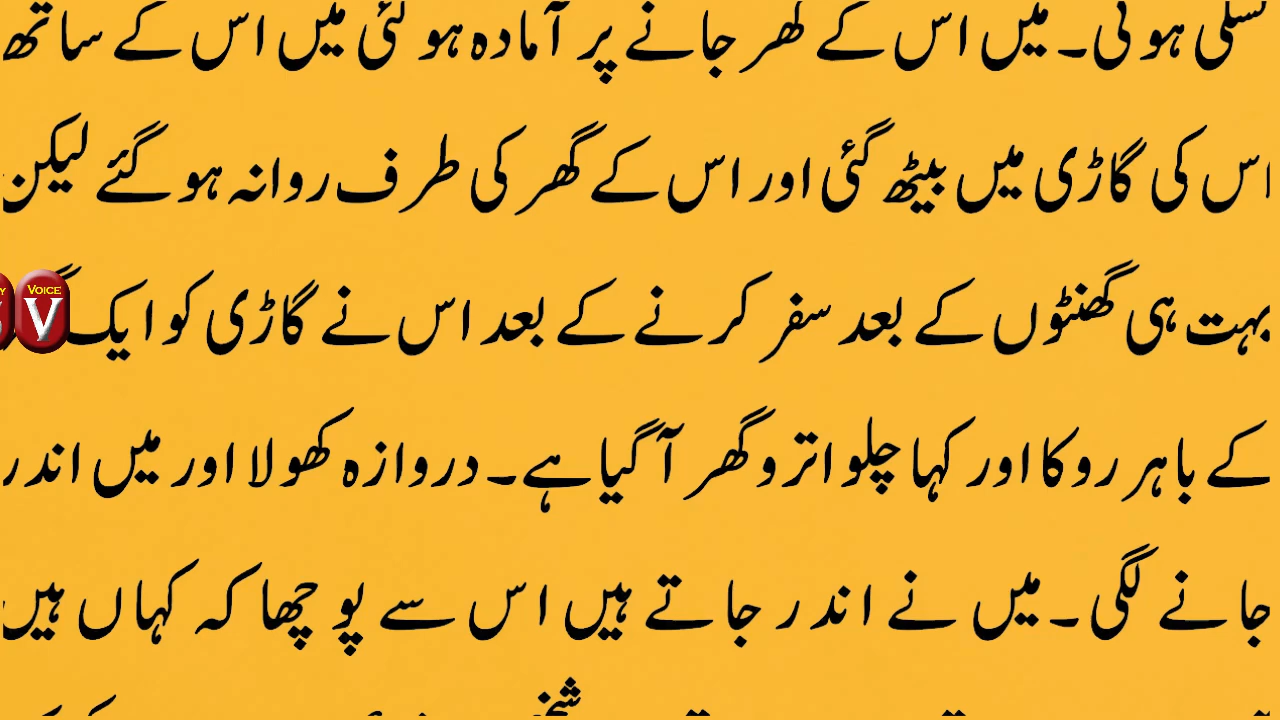 تسلی ہوئی۔ میں اس کے گھر جانے پر آمادہ ہو گئی میں اس کے ساتھ
اس کی گاڑی میں بیٹھ گئی اور اس کے گھر کی طرف روانہ ہو گئے لیکن
بہت ہی گھنٹوں کے بعد سفر کرنے کے بعد اس نے گاڑی کو ایک
VOICE
V
کے باہر روکا اور کہا چلو اترو گھر آ گیا ہے۔ دروازہ کھولا اور میں اندر
جانے لگی۔ میں نے اندر جاتے ہیں اس سے پوچھا کہ کہاں ہیں